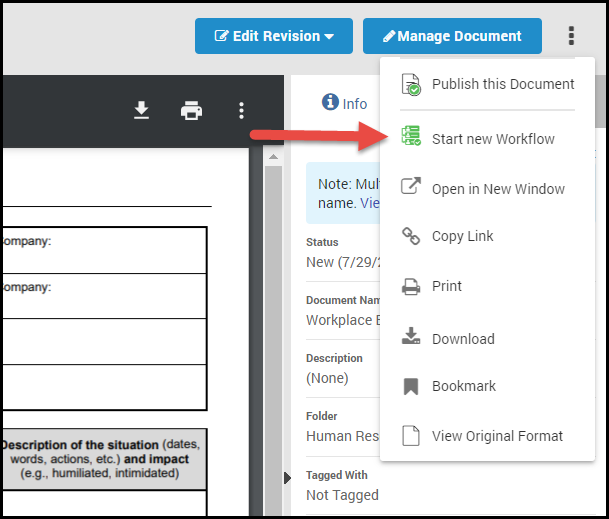 Edit Revision
Manage Document
Publish this Document
Info
Start new Workflow
Note: Mul
name. Vie
Open in New Window
Status
New (7/29/2
Copy Link
Document Nam
Workplace
Print
Description
(None)
Download
Folder
Human Res
Bookmark
Tagged With
Not Tagged
View Original Format
Company:
Company:
Description of the situation (dates,
words, actions, etc.) and impact
(e.g., humiliated, intimidated)